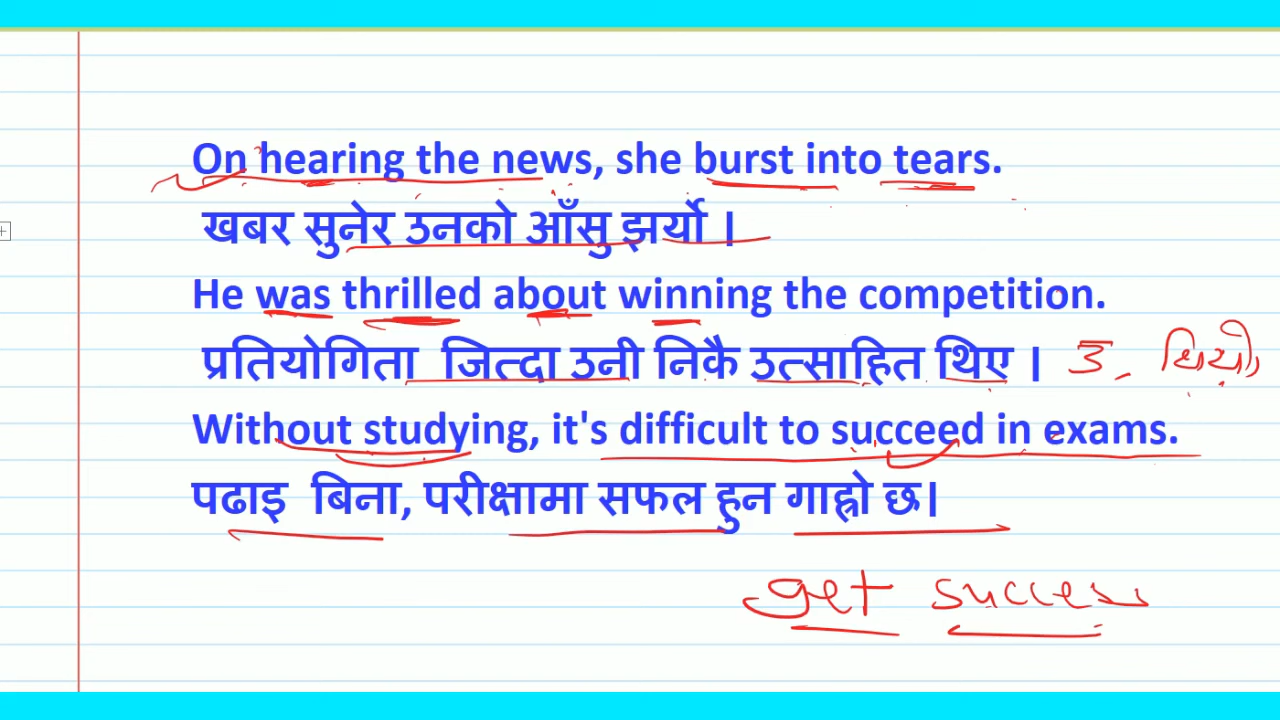 On hearing the news, she burst into tears.
खबर सुनेर उनको आँसु झर्यो ।
He was thrilled about winning the competition.
प्रतियोगिता जित्दा उनी निकै उत्साहित थिए । उ, थियो
Without studying, it's difficult to succeed in exams.
पढाइ बिना, परीक्षामा सफल हुन गाह्रो छ।
get success